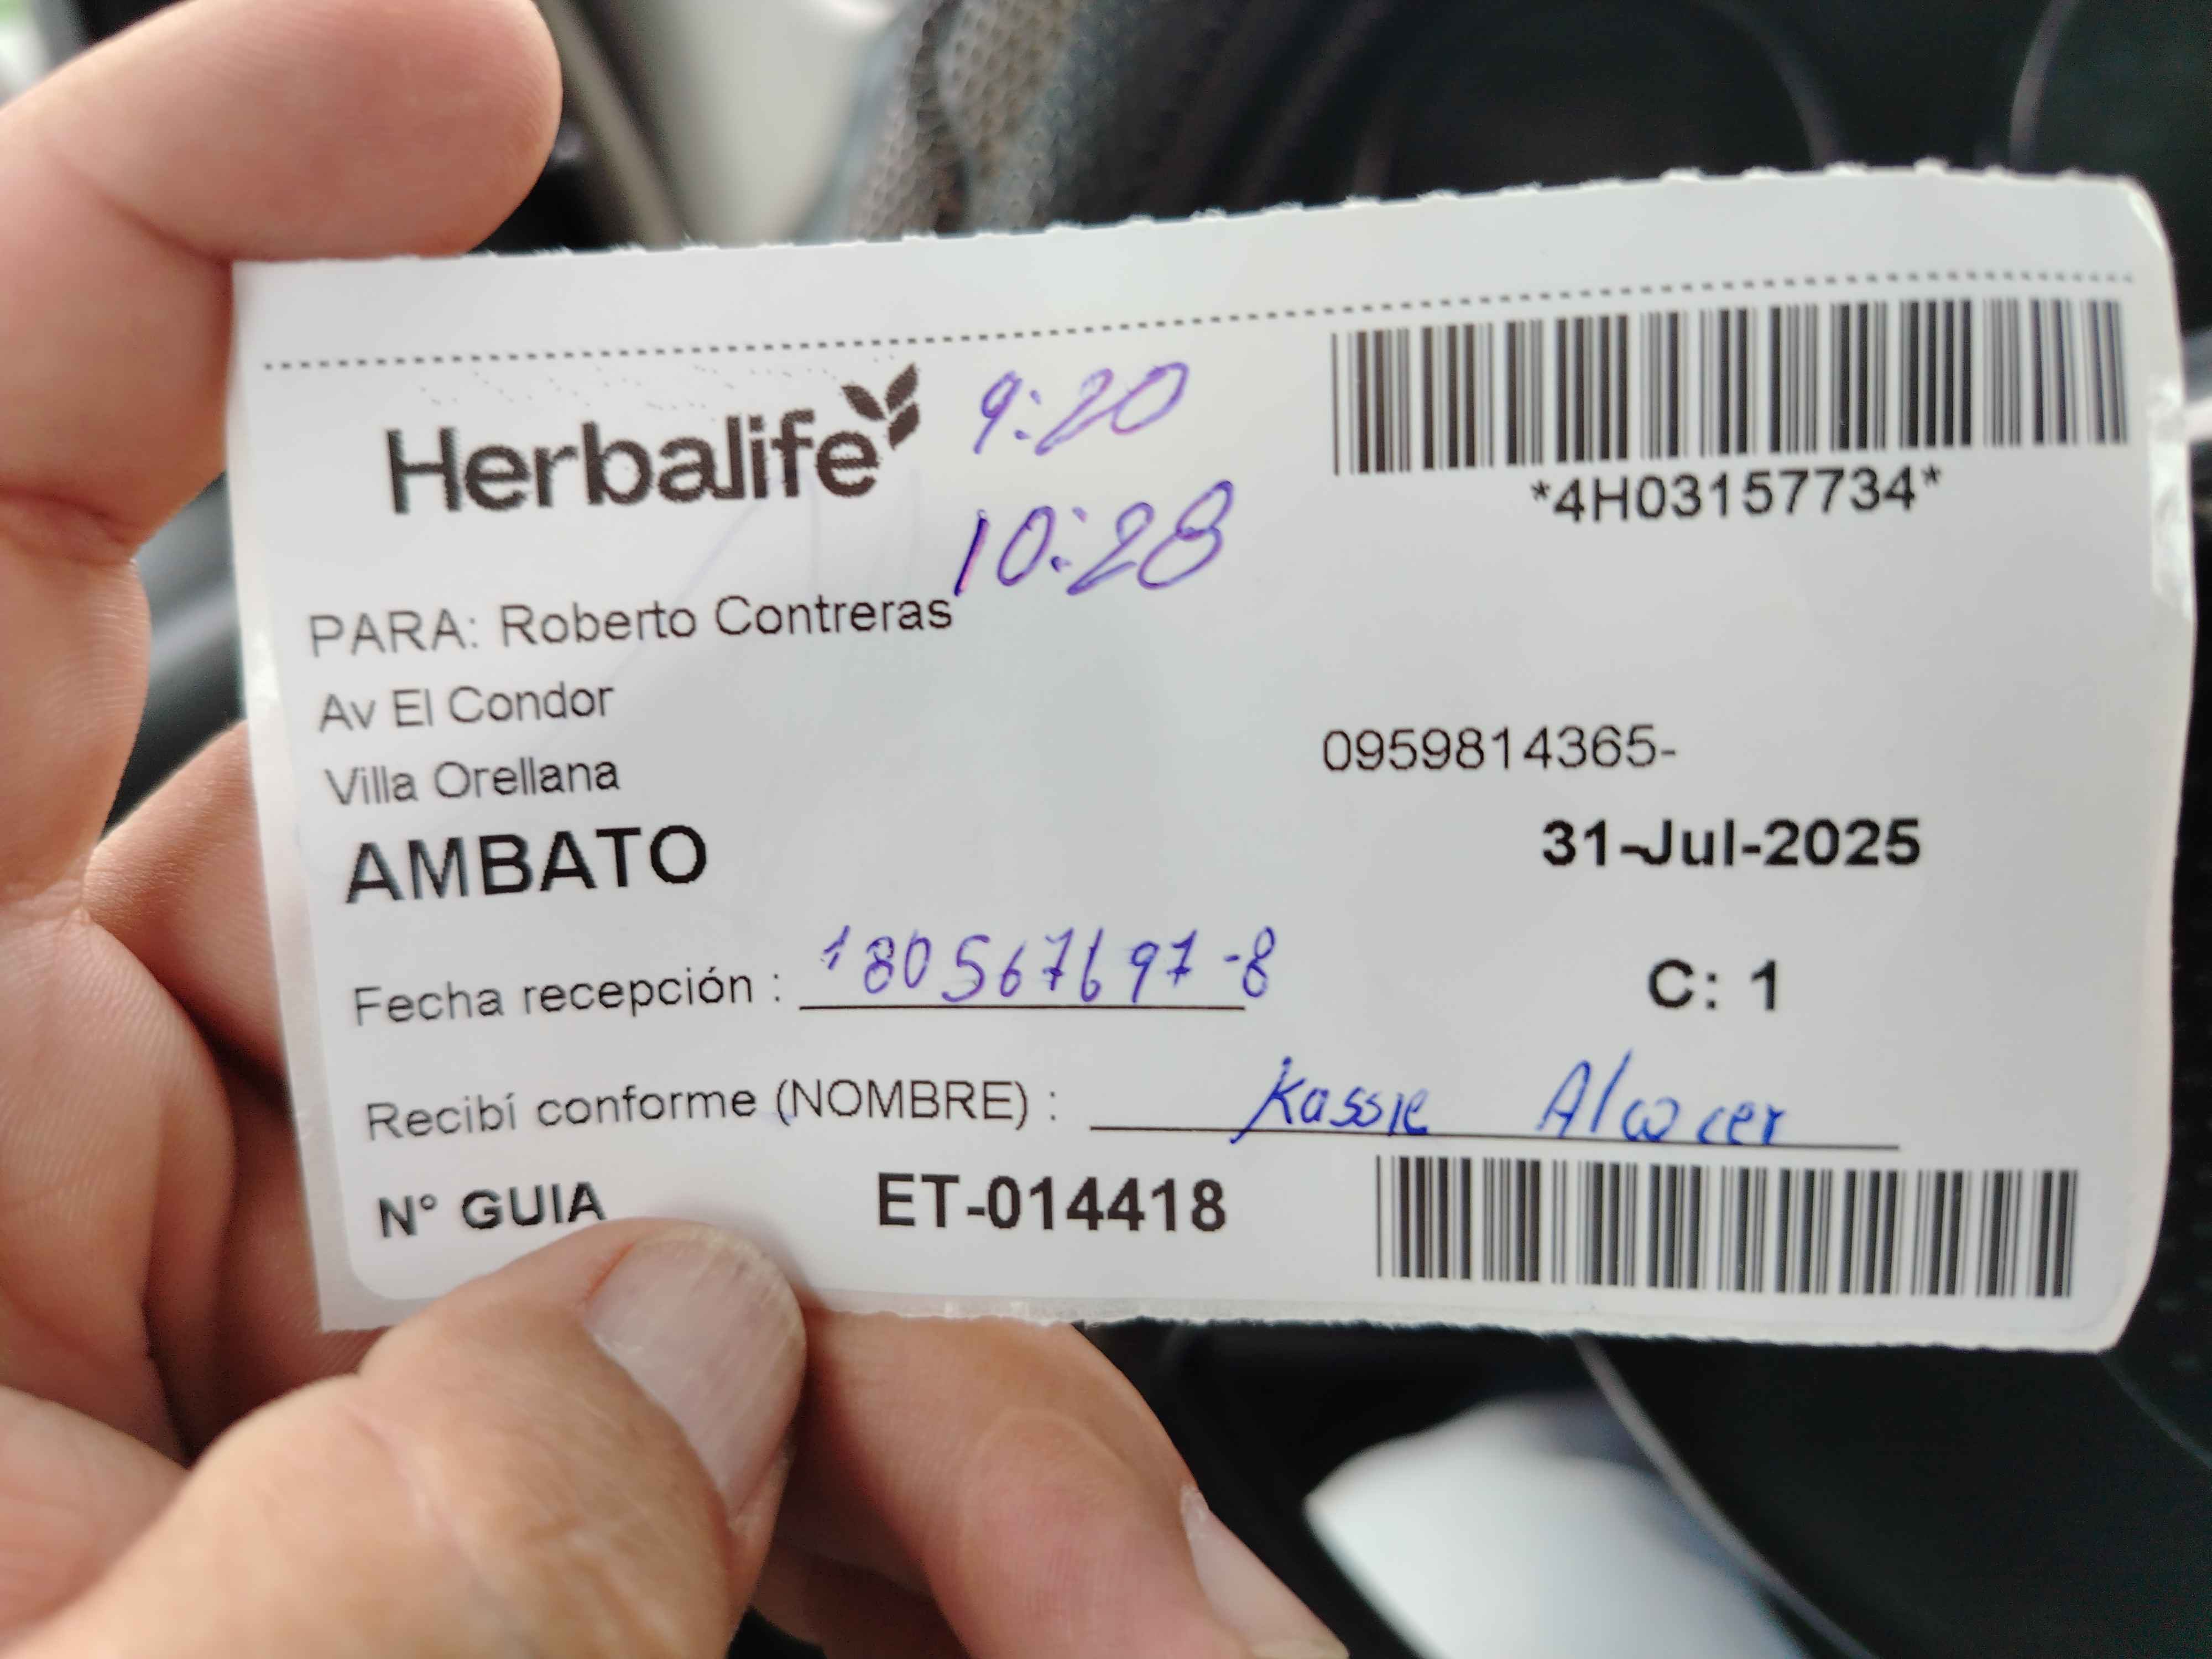 Herbalife 9:20
10:28
*4H03157734*
PARA: Roberto Contreras
Av El Condor
Villa Orellana
0959814365-
AMBATO
31-Jul-2025
Fecha recepción : 180567697-8
C: 1
Recibí conforme (NOMBRE) : Kassie Alcocer
N° GUIA ET-014418